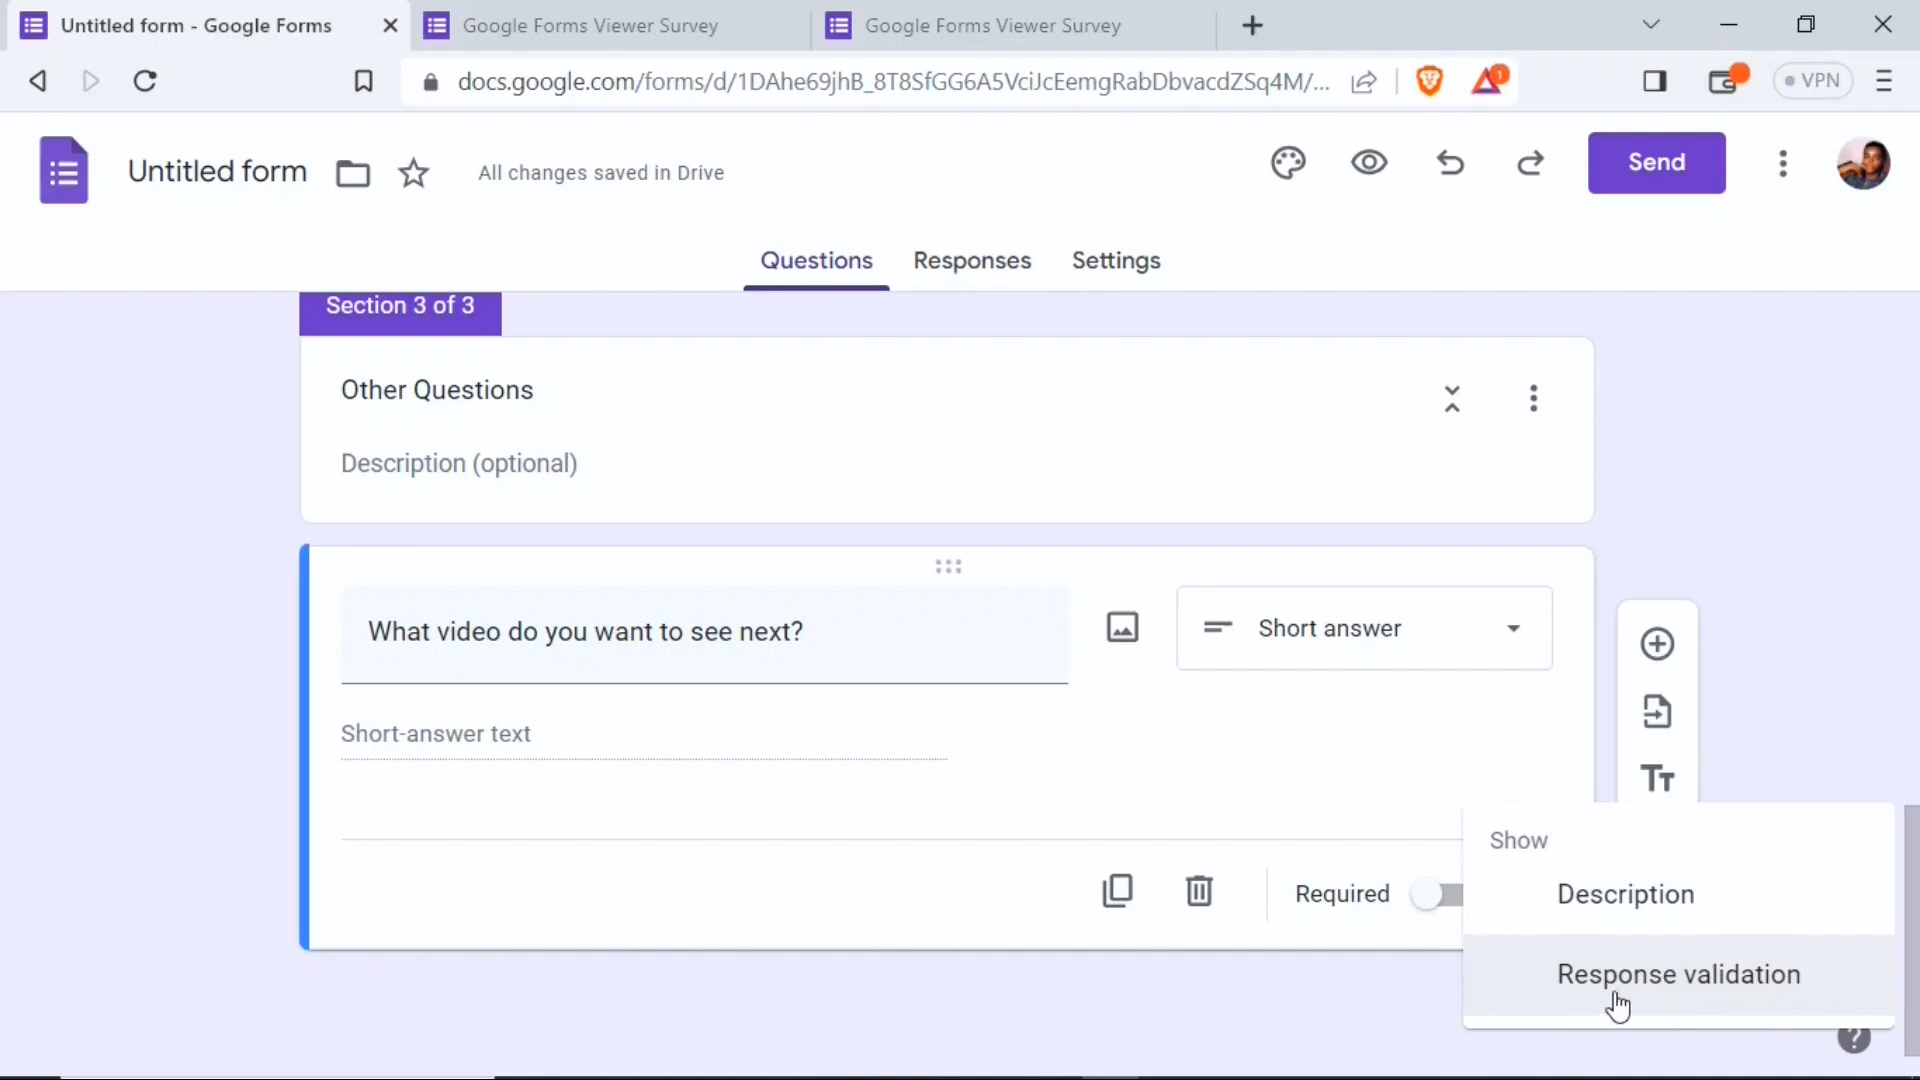 Untitled form - Google Forms
Google Forms Viewer Survey
Google Forms Viewer Survey
docs.google.com/forms/d/1DAhe69jhB_8T8SfGG6A5VciJcEemgRabDbvacdZSq4M/...
1
VPN
Untitled form
All changes saved in Drive
Send
Questions
Responses
Settings
Section 3 of 3
Other Questions
Description (optional)
What video do you want to see next?
Short answer
Short-answer text
Tт
Show
Required
Description
Response validation
?